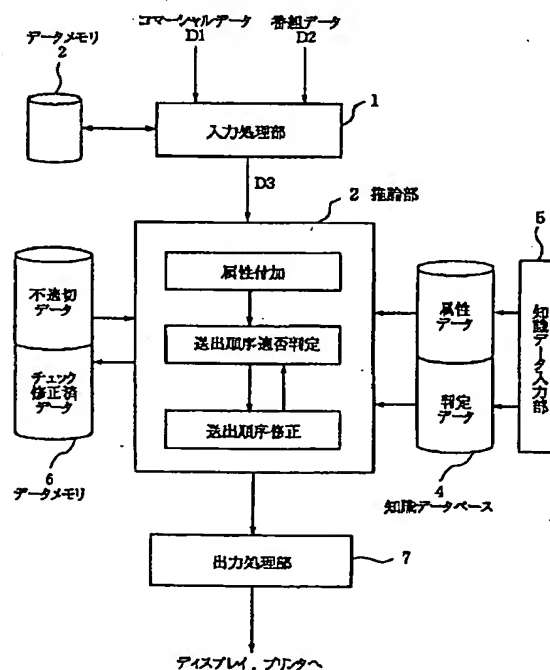 コマーシャルデータ
D1
番組データ
D2
データメモリ
2
1
入力処理部
D3
2 推論部
5
属性付加
不適切
データ
属性
データ
知識データ入力部
送出順序適否判定
チェック
修正済
データ
判定
データ
送出順序修正
6
データメモリ
4
知識データベース
出力処理部
7
ディスプレイ、プリンタへ